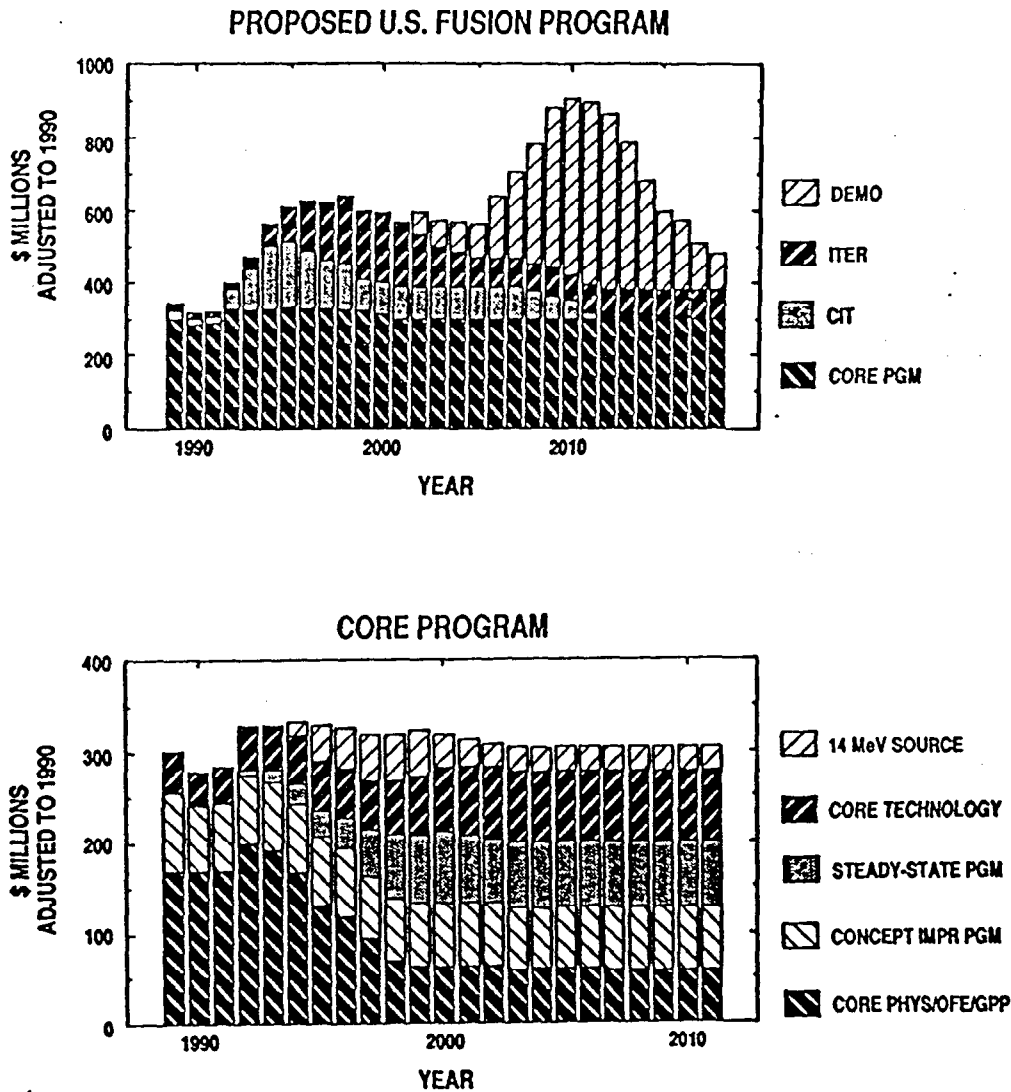 PROPOSED U.S. FUSION PROGRAM
$ MILLIONS
ADJUSTED TO 1990
1000
800
600
400
200
0
1990
2000
2010
YEAR
DEMO
ITER
CIT
CORE PGM
CORE PROGRAM
$ MILLIONS
ADJUSTED TO 1990
400
300
200
100
0
1990
2000
2010
YEAR
14 MeV SOURCE
CORE TECHNOLOGY
STEADY-STATE PGM
CONCEPT IMPR PGM
CORE PHYS/OFE/GPP